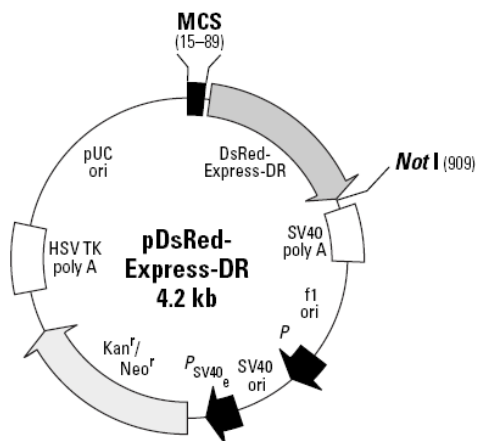 MCS
(15–89)
DsRed-
Express-DR
Not I (909)
SV40
poly A
f1
ori
P
SV40
ori
P SV40 e
Kanʳ/
Neoʳ
HSV TK
poly A
pUC
ori
pDsRed-
Express-DR
4.2 kb